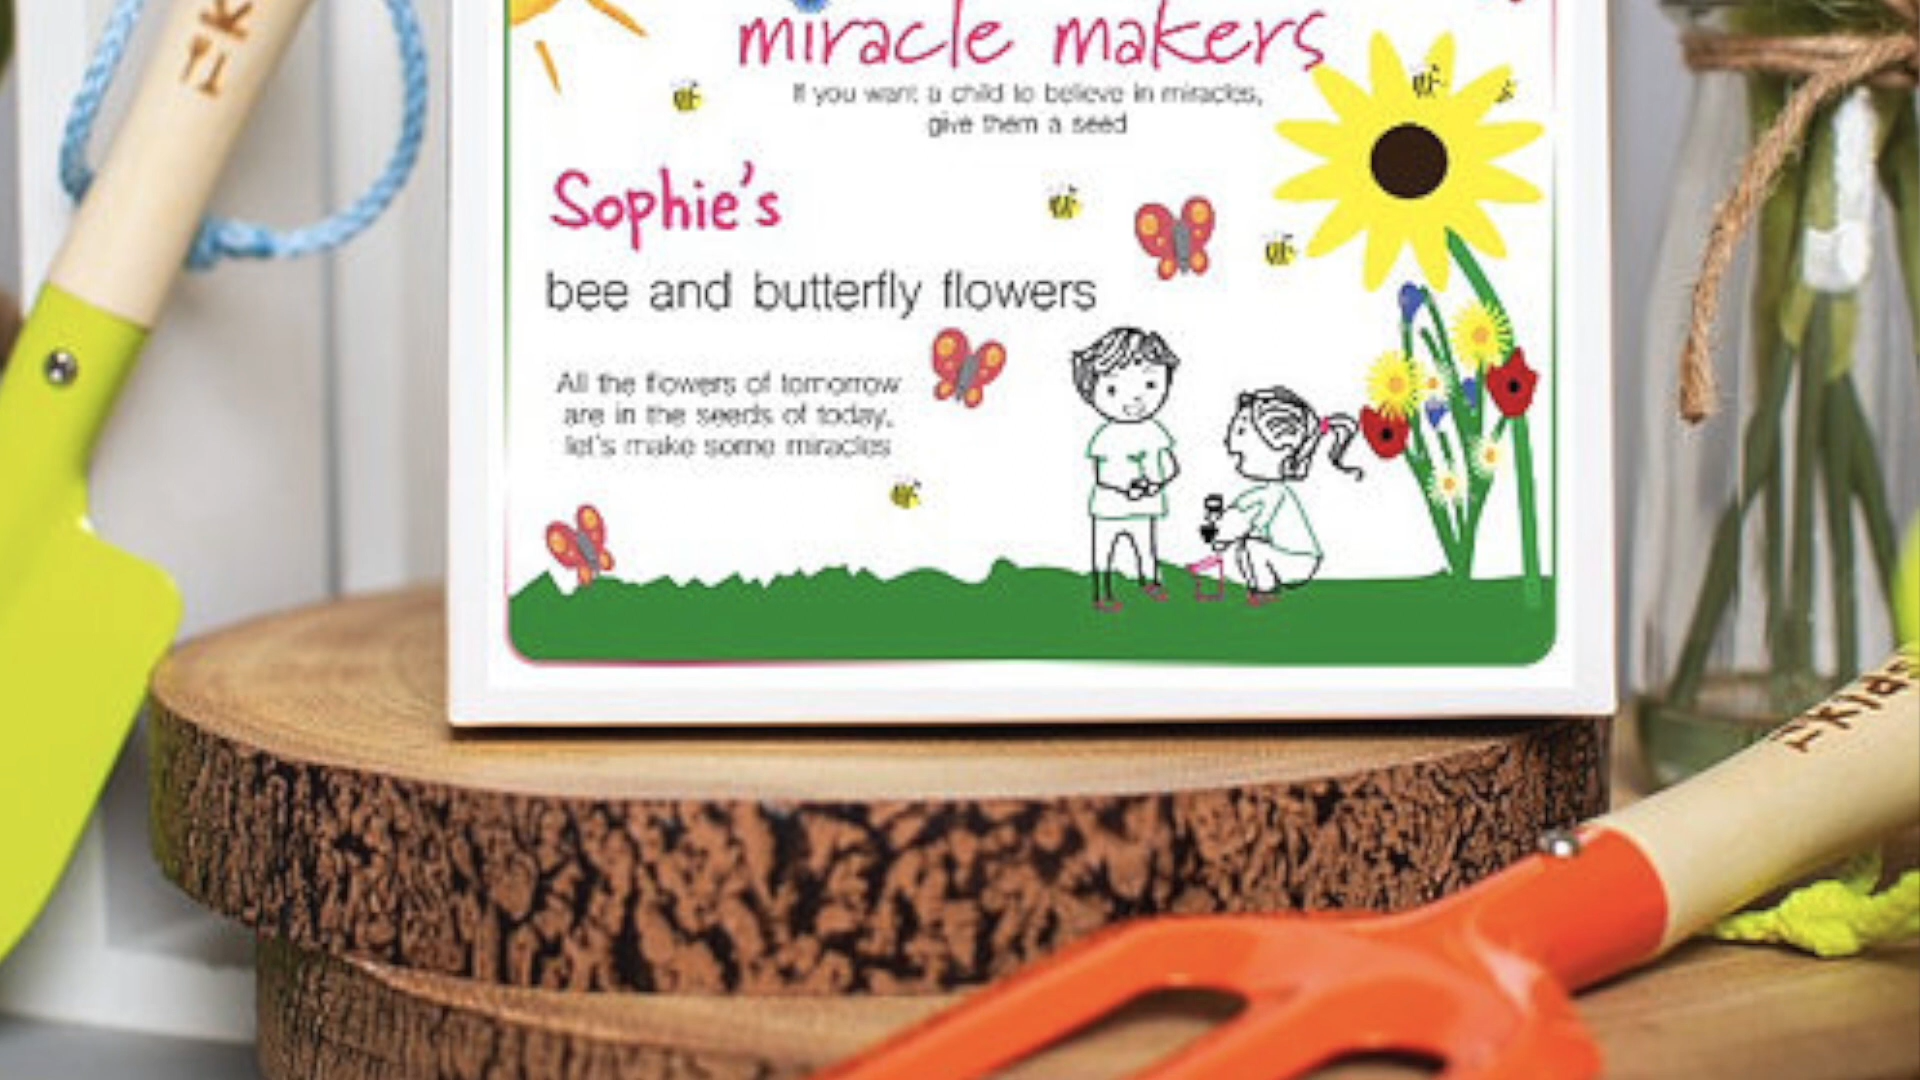 miracle makers
If you want a child to believe in miracles,
give them a seed
Sophie's
bee and butterfly flowers
All the flowers of tomorrow
are in the seeds of today,
let's make some miracles